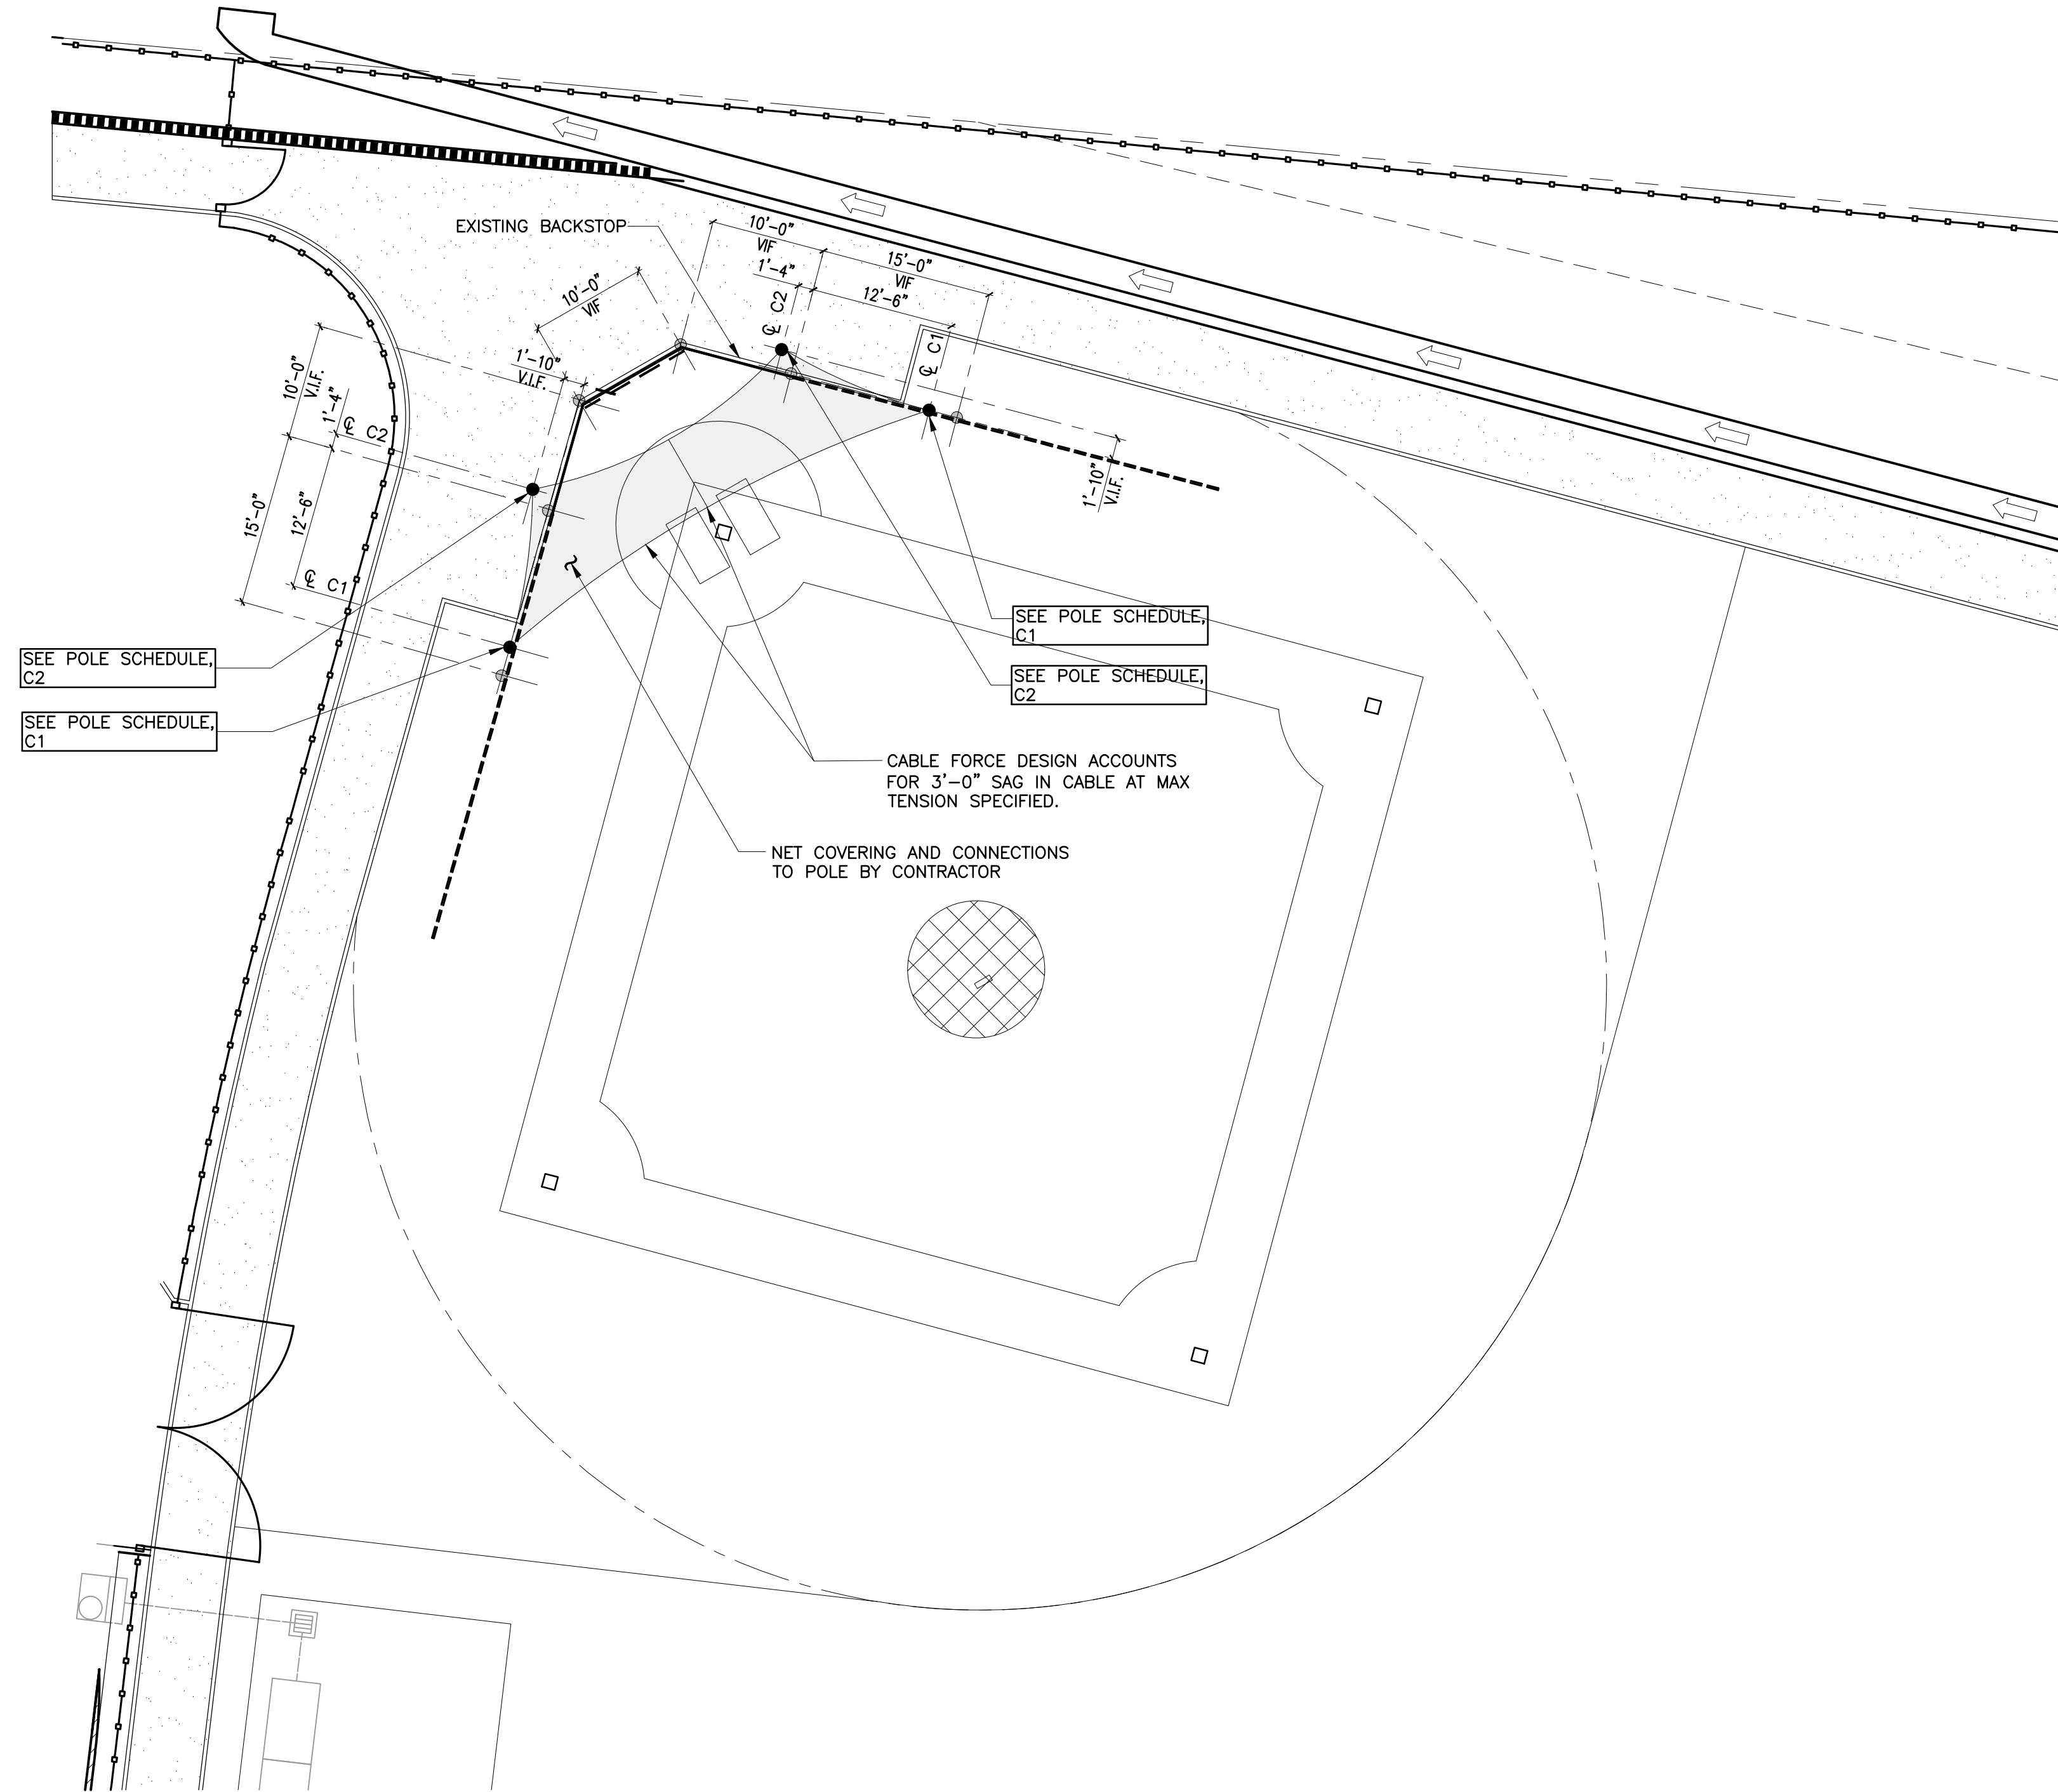 EXISTING BACKSTOP
10'-0"
VIF
1'-4"
15'-0"
VIF
12'-6"
℄ C2
℄ C1
10'-0"
VIF
1'-10"
V.I.F.
10'-0"
V.I.F.
1'-4"
℄ C2
15'-0"
12'-6"
℄ C1
1'-10"
V.I.F.
SEE POLE SCHEDULE,
C1
SEE POLE SCHEDULE,
C2
SEE POLE SCHEDULE,
C2
SEE POLE SCHEDULE,
C1
CABLE FORCE DESIGN ACCOUNTS
FOR 3'-0" SAG IN CABLE AT MAX
TENSION SPECIFIED.
NET COVERING AND CONNECTIONS
TO POLE BY CONTRACTOR